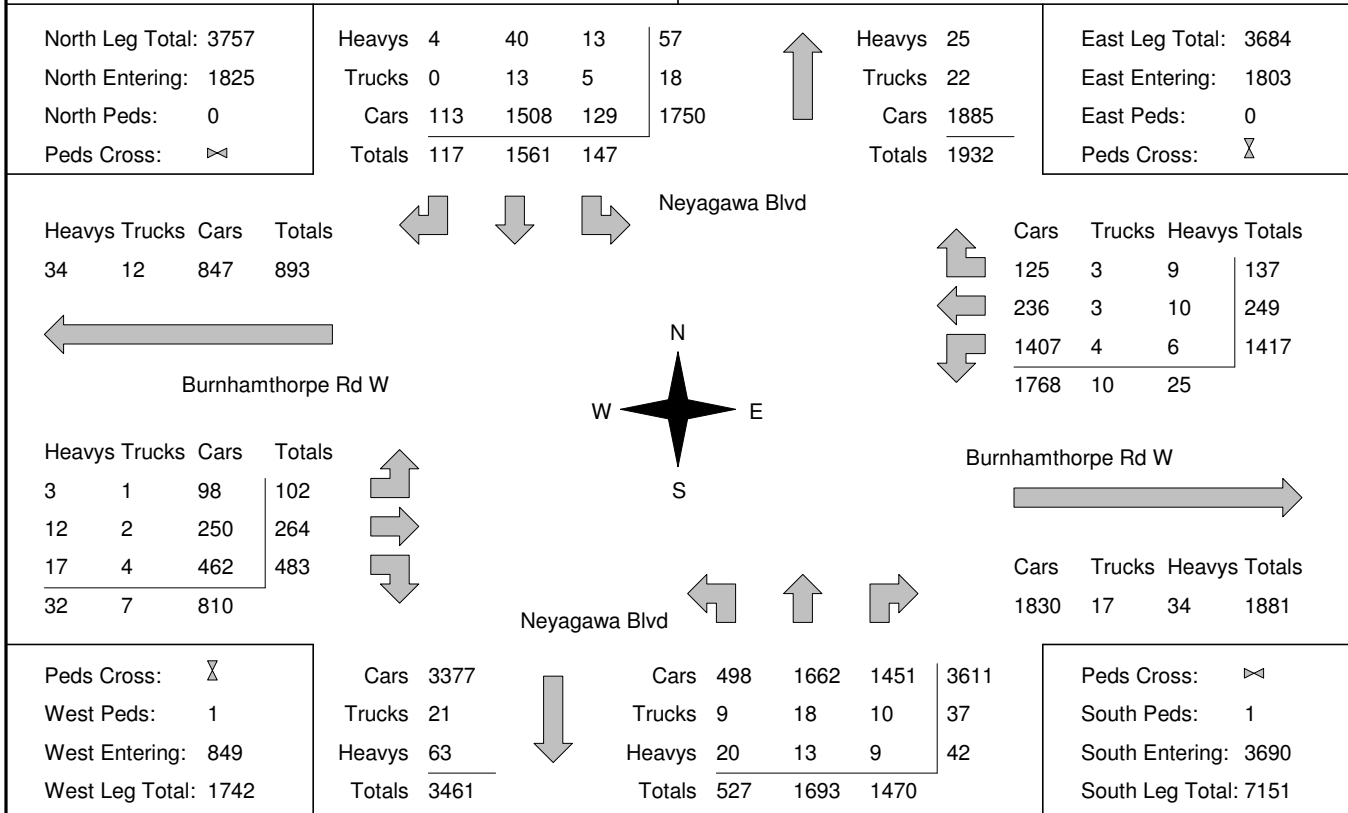 North Leg Total: 3757
North Entering: 1825
North Peds: 0
Peds Cross:
Heavys 4 40 13 57
Trucks 0 13 5 18
Cars 113 1508 129 1750
Totals 117 1561 147
Heavys 25
Trucks 22
Cars 1885
Totals 1932
East Leg Total: 3684
East Entering: 1803
East Peds: 0
Peds Cross:
Neyagawa Blvd
Heavys Trucks Cars Totals
34 12 847 893
Burnhamthorpe Rd W
Cars Trucks Heavys Totals
125 3 9 137
236 3 10 249
1407 4 6 1417
1768 10 25
N
W E
S
Heavys Trucks Cars Totals
3 1 98 102
12 2 250 264
17 4 462 483
32 7 810
Burnhamthorpe Rd W
Cars Trucks Heavys Totals
1830 17 34 1881
Neyagawa Blvd
Peds Cross:
West Peds: 1
West Entering: 849
West Leg Total: 1742
Cars 3377
Trucks 21
Heavys 63
Totals 3461
Cars 498 1662 1451 3611
Trucks 9 18 10 37
Heavys 20 13 9 42
Totals 527 1693 1470
Peds Cross:
South Peds: 1
South Entering: 3690
South Leg Total: 7151